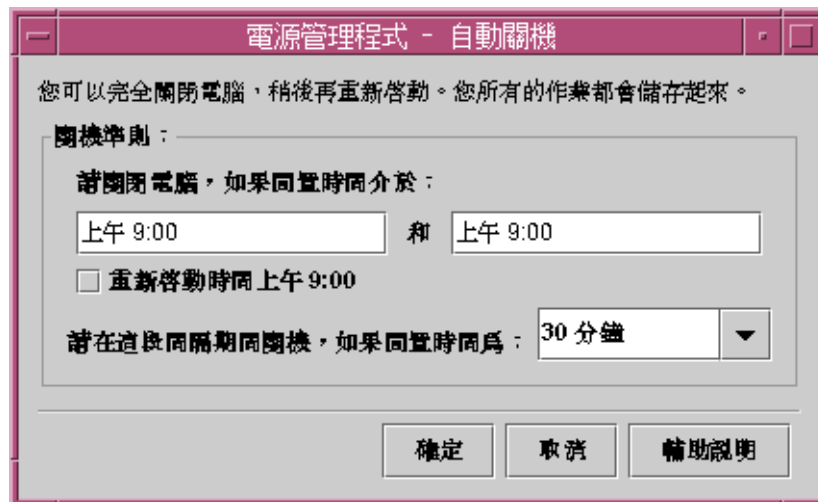 電源管理程式 - 自動關機
您可以完全關閉電腦，稍後再重新啓動。您所有的作業都會儲存起來。
關機準則：
請關閉電腦，如果閒置時間介於：
上午 9:00 和 上午 9:00
重新啓動時間上午 9:00
請在這段間隔期間關機，如果閒置時間爲： 30 分鐘
確定 取消 輔助說明